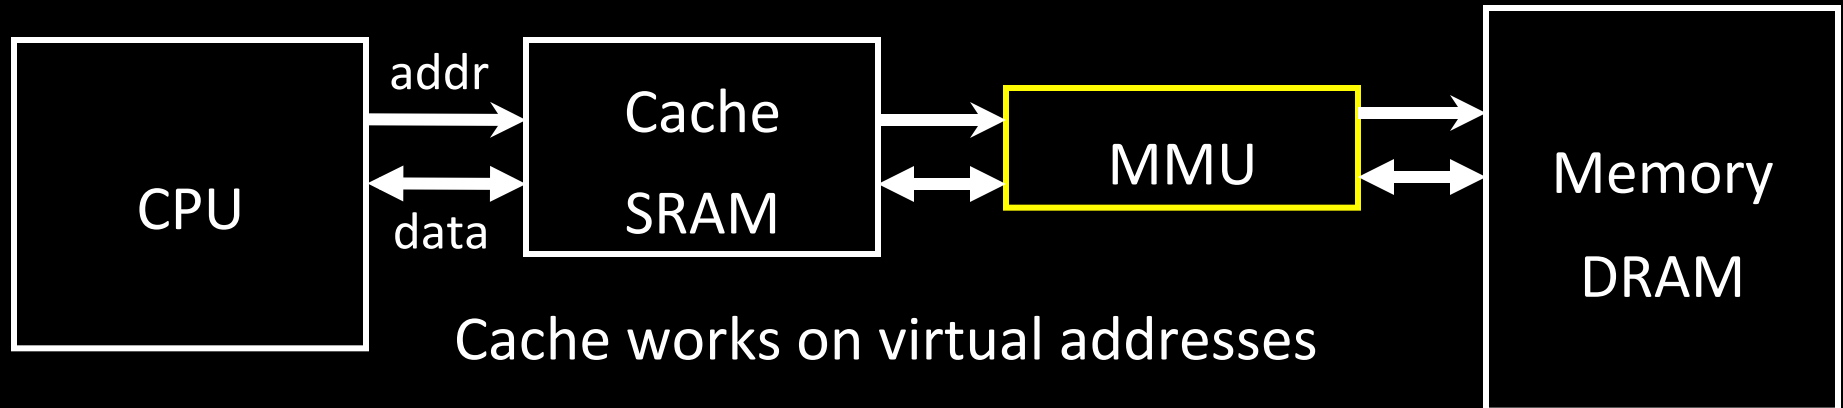 CPU
addr
data
Cache
SRAM
MMU
Memory
DRAM
Cache works on virtual addresses